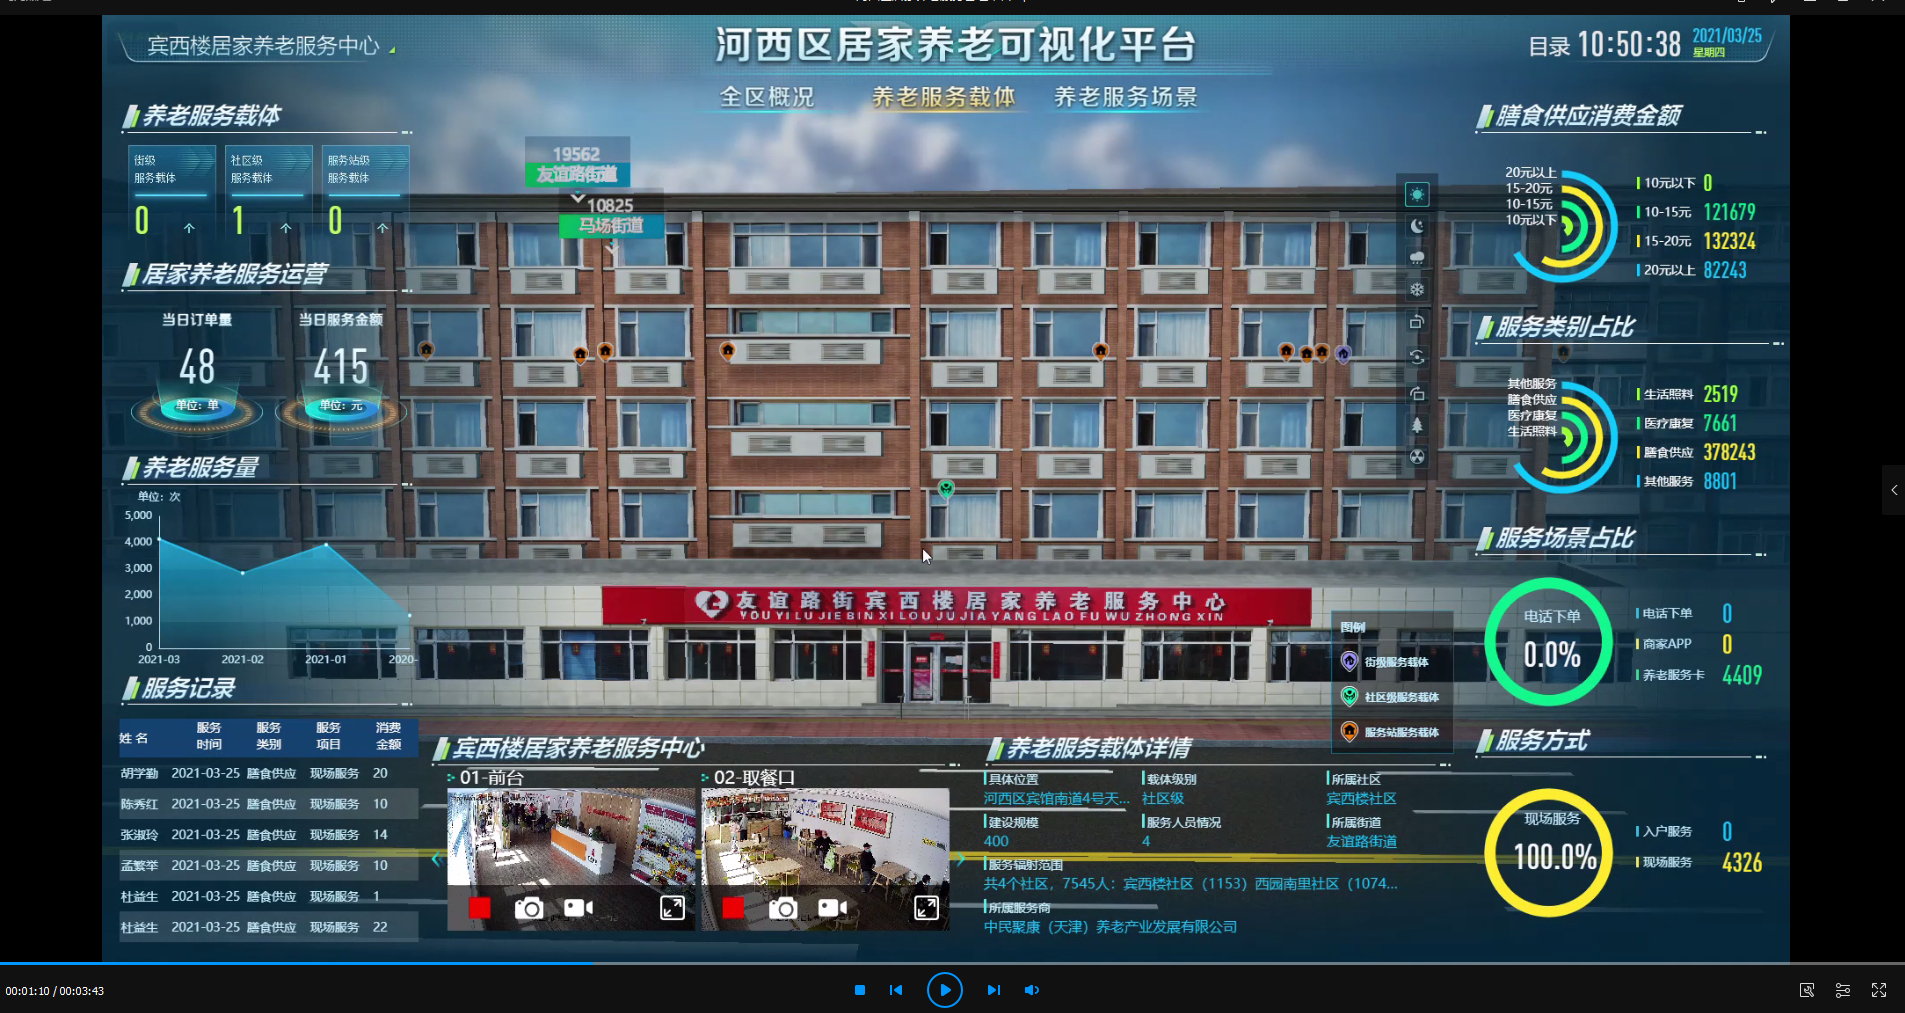 宾西楼居家养老服务中心
河西区居家养老可视化平台
目录 10:50:38 2021/03/25
星期四
全区概况 养老服务载体 养老服务场景
养老服务载体
街级
服务载体
0
社区级
服务载体
1
服务站级
服务载体
0
居家养老服务运营
当日订单量
48
单位: 单
当日服务金额
415
单位: 元
养老服务量
单位: 次
5,000
4,000
3,000
2,000
1,000
0
2021-03 2021-02 2021-01 2020-
服务记录
姓名 服务时间 服务类别 服务项目 消费金额
胡学勤 2021-03-25 膳食供应 现场服务 20
陈秀红 2021-03-25 膳食供应 现场服务 10
张淑玲 2021-03-25 膳食供应 现场服务 14
孟繁举 2021-03-25 膳食供应 现场服务 10
杜益生 2021-03-25 膳食供应 现场服务 1
杜益生 2021-03-25 膳食供应 现场服务 22
19562
友谊路街道
10825
马场街道
友谊路街宾西楼居家养老服务中心
YOU YI LU JIE BIN XI LOU JU JIA YANG LAO FU WU ZHONG XIN
图例
街级服务载体
社区级服务载体
服务站级服务载体
宾西楼居家养老服务中心
01-前台
02-取餐口
养老服务载体详情
具体位置
河西区宾馆南道4号天...
载体级别
社区级
所属社区
宾西楼社区
建设规模
400
服务人员情况
4
所属街道
友谊路街道
服务辐射范围
共4个社区，7545人：宾西楼社区（1153）西园南里社区（1074...
所属服务商
中民聚康（天津）养老产业发展有限公司
膳食供应消费金额
20元以上
15-20元
10-15元
10元以下
10元以下 0
10-15元 121679
15-20元 132324
20元以上 82243
服务类别占比
其他服务
膳食供应
医疗康复
生活照料
生活照料 2519
医疗康复 7661
膳食供应 378243
其他服务 8801
服务场景占比
电话下单
0.0%
电话下单 0
商家APP 0
养老服务卡 4409
服务方式
现场服务
100.0%
入户服务 0
现场服务 4326
00:01:10 / 00:03:43